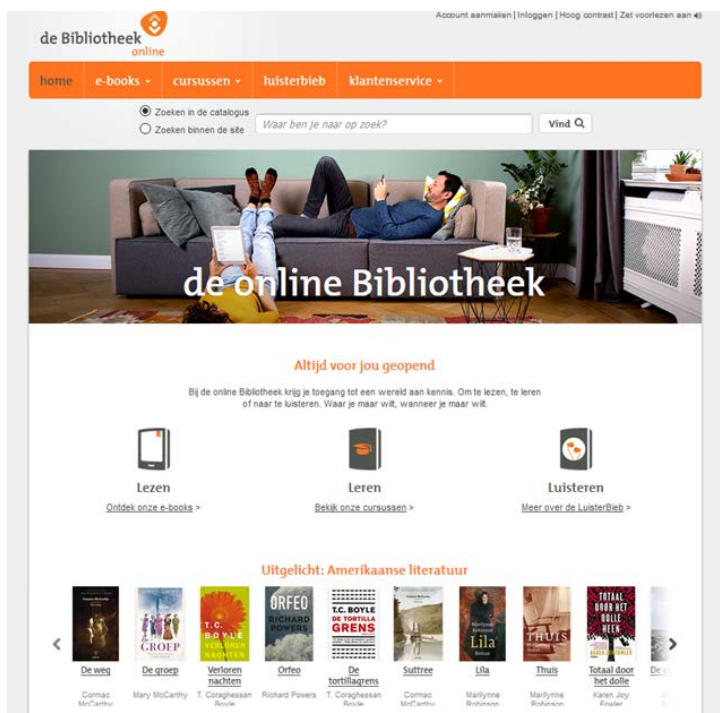 Account aanmaken | Inloggen | Hoog contrast | Zet voorlezen aan
de Bibliotheek
online
home e-books cursussen luisterbieb klantenservice
Zoeken in de catalogus
Zoeken binnen de site
Waar ben je naar op zoek?
Vind
de online Bibliotheek
Altijd voor jou geopend
Bij de online Bibliotheek krijg je toegang tot een wereld aan kennis. Om te lezen, te leren
of naar te luisteren. Waar je maar wilt, wanneer je maar wilt.
Lezen Leren Luisteren
Ontdek onze e-books > Bekijk onze cursussen > Meer over de LuisterBieb >
Uitgelicht: Amerikaanse literatuur
GROEP
T.C.
BOYLE
VERLOREN
NACHTEN
ORFEO
RICHARD
POWERS
T.C. BOYLE
DE TORTILLA
GRENS
Marilynne
Robinson
Lila
Roman
THUIS
TOTAAL
DOOR HET
DOLLE
HEEN
De weg De groep Verloren nachten Orfeo De tortillagrens Suttree Lila Thuis Totaal door het dolle
Cormac McCarthy Mary McCarthy T. Coraghessan Boyle Richard Powers T. Coraghessan Boyle Cormac McCarthy Marilynne Robinson Marilynne Robinson Karen Joy Fowler